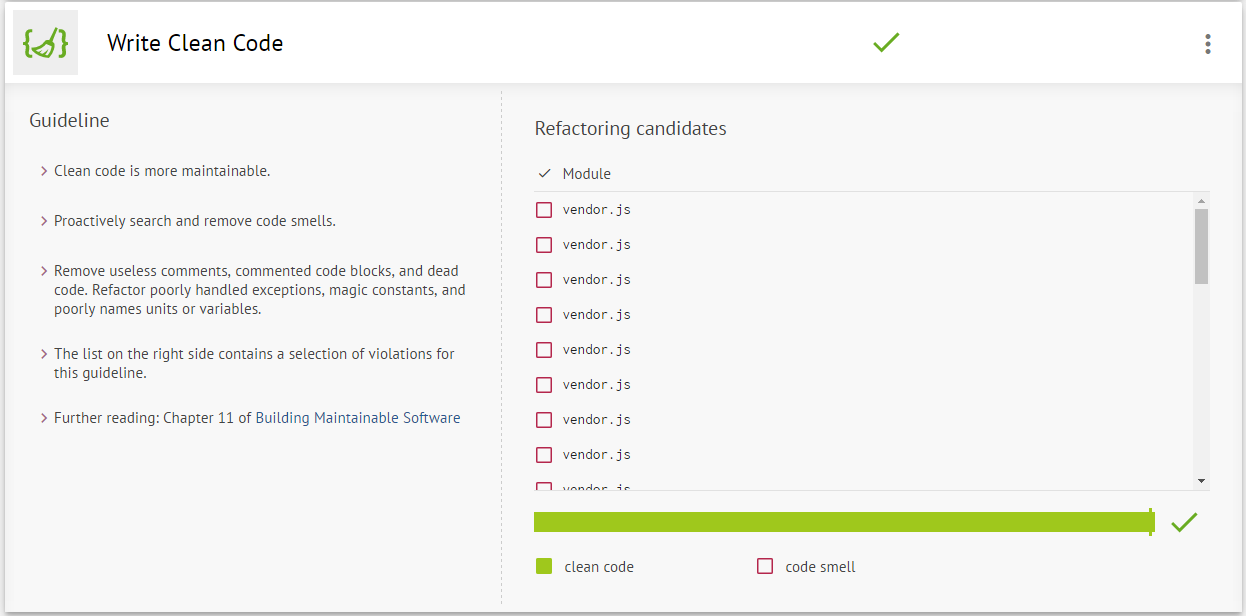 Write Clean Code
Guideline
Clean code is more maintainable.
Proactively search and remove code smells.
Remove useless comments, commented code blocks, and dead
code. Refactor poorly handled exceptions, magic constants, and
poorly names units or variables.
The list on the right side contains a selection of violations for
this guideline.
Further reading: Chapter 11 of Building Maintainable Software
Refactoring candidates
Module
vendor.js
vendor.js
vendor.js
vendor.js
vendor.js
vendor.js
vendor.js
vendor.js
vendor.js
clean code
code smell